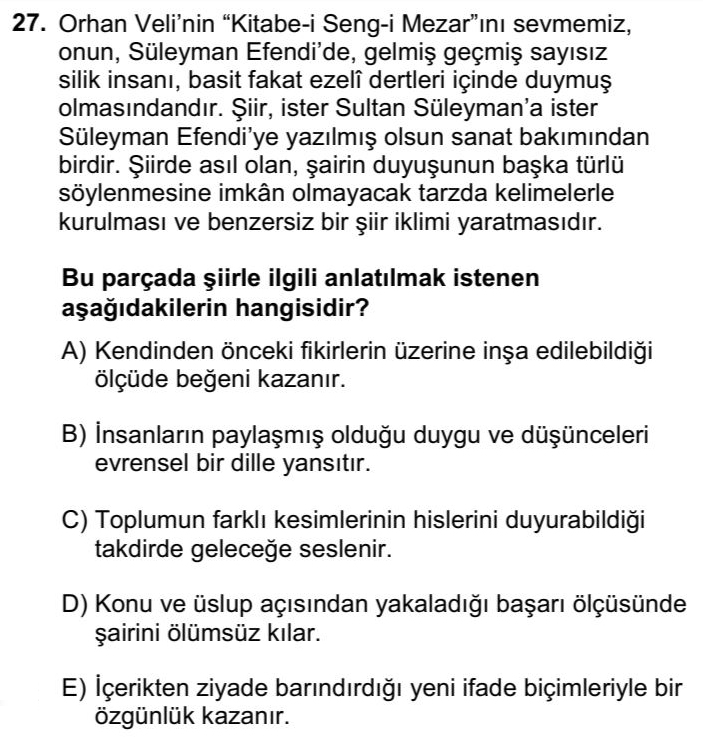 27. Orhan Veli’nin “Kitabe-i Seng-i Mezar”ını sevmemiz,
onun, Süleyman Efendi’de, gelmiş geçmiş sayısız
silik insanı, basit fakat ezelî dertleri içinde duymuş
olmasındandır. Şiir, ister Sultan Süleyman’a ister
Süleyman Efendi’ye yazılmış olsun sanat bakımından
birdir. Şiirde asıl olan, şairin duyuşunun başka türlü
söylenmesine imkân olmayacak tarzda kelimelerle
kurulması ve benzersiz bir şiir iklimi yaratmasıdır.
Bu parçada şiirle ilgili anlatılmak istenen
aşağıdakilerin hangisidir?
A) Kendinden önceki fikirlerin üzerine inşa edilebildiği
ölçüde beğeni kazanır.
B) İnsanların paylaşmış olduğu duygu ve düşünceleri
evrensel bir dille yansıtır.
C) Toplumun farklı kesimlerinin hislerini duyurabildiği
takdirde geleceğe seslenir.
D) Konu ve üslup açısından yakaladığı başarı ölçüsünde
şairini ölümsüz kılar.
E) İçerikten ziyade barındırdığı yeni ifade biçimleriyle bir
özgünlük kazanır.